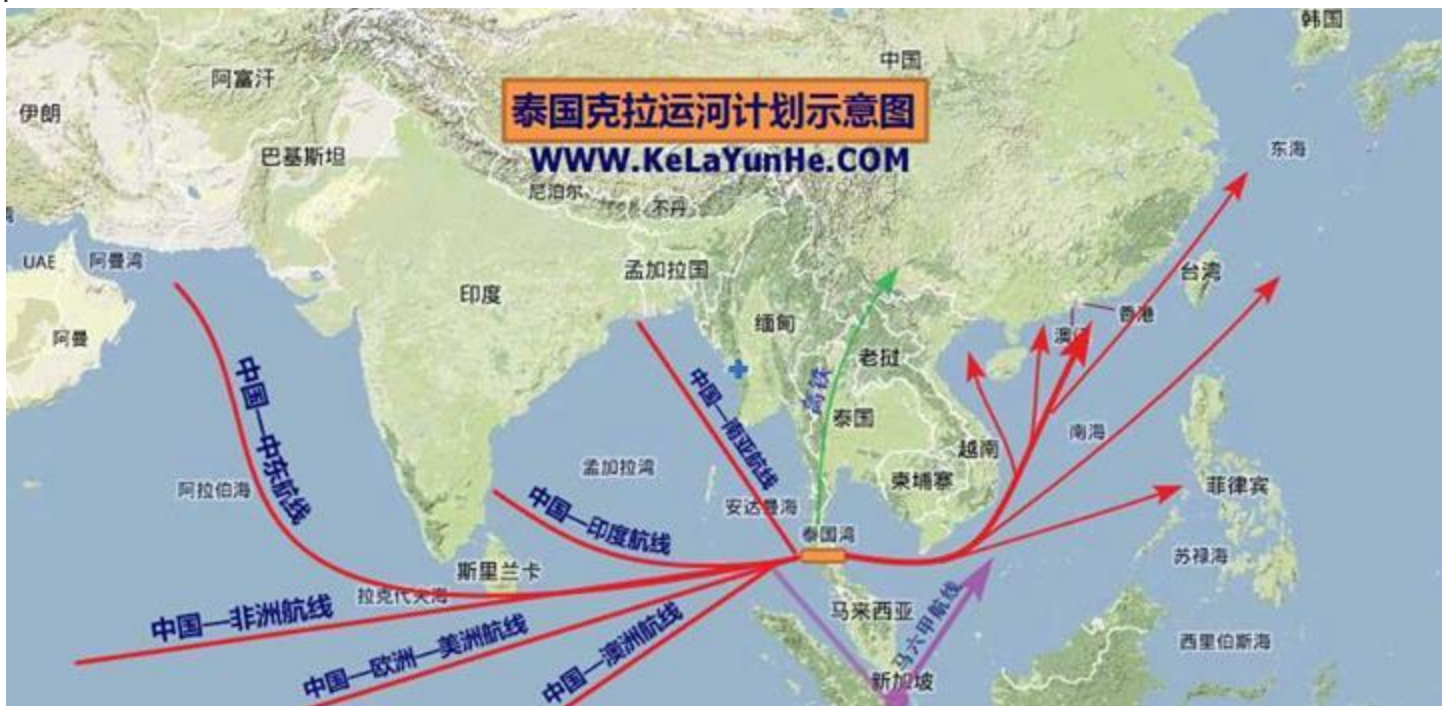 韩国
中国
阿富汗
伊朗
泰国克拉运河计划示意图
WWW.KeLaYunHe.COM
巴基斯坦
东海
尼泊尔
不丹
UAE
阿曼湾
孟加拉国
台湾
印度
缅甸
香港
澳门
阿曼
老挝
高铁
中国—中东航线
中国—南亚航线
泰国
南海
越南
孟加拉湾
柬埔寨
菲律宾
阿拉伯海
安达曼海
中国—印度航线
泰国湾
苏禄海
斯里兰卡
拉克代夫海
中国—非洲航线
马来西亚
马六甲航线
中国—欧洲—美洲航线
中国—澳洲航线
西里伯斯海
新加坡